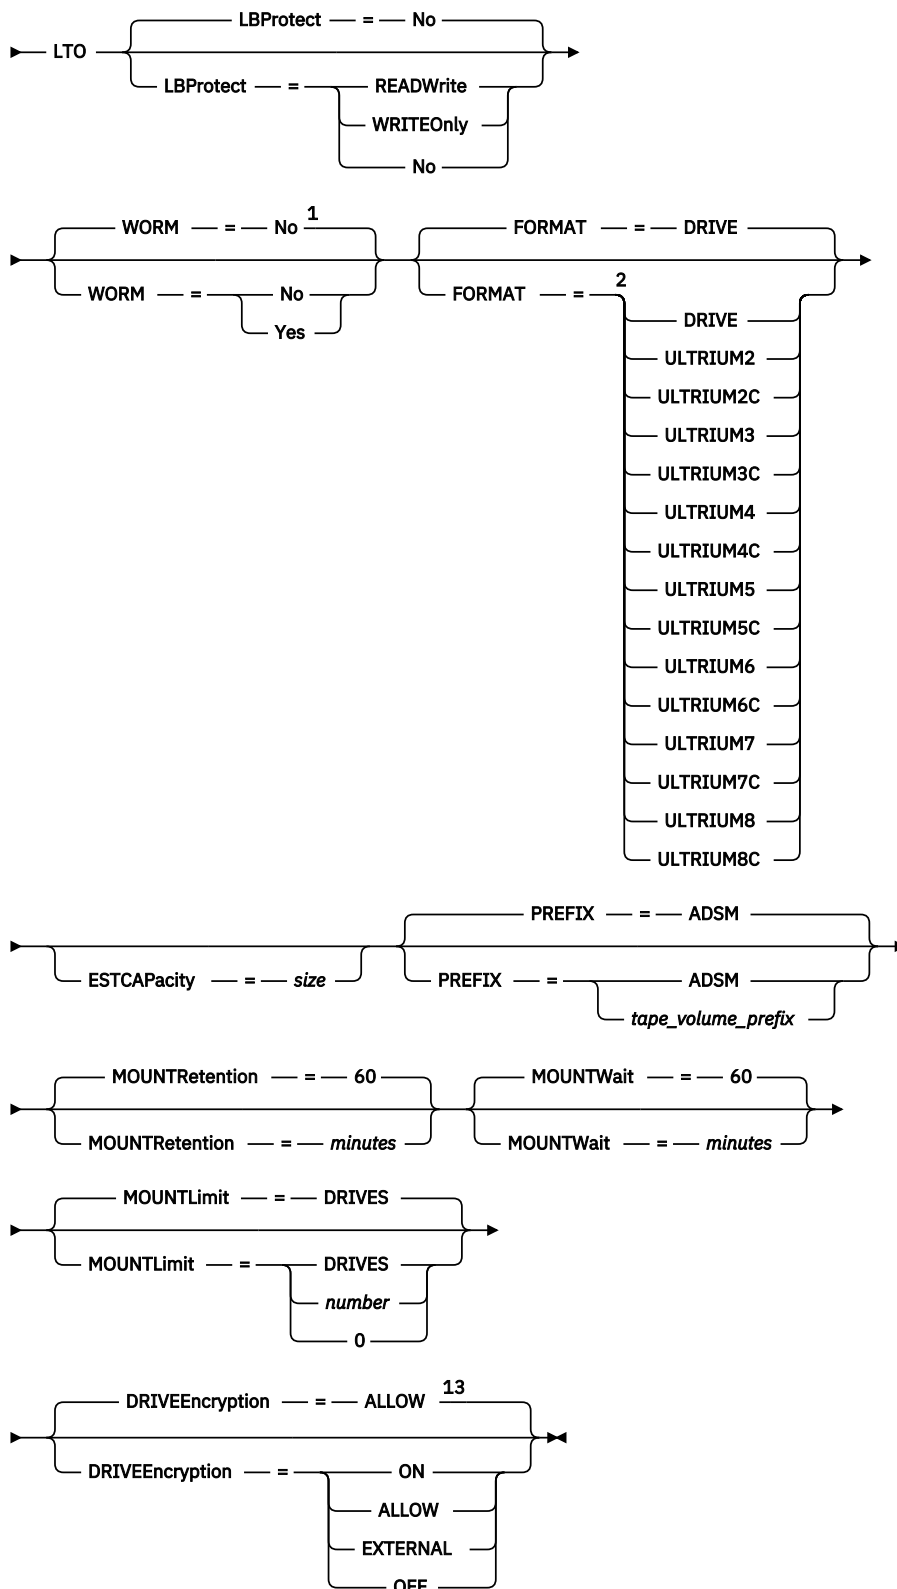 LBProtect = No
LTO
LBProtect = READWrite
WRITEOnly
No
WORM = No 1 FORMAT = DRIVE
WORM = No FORMAT = 2
Yes DRIVE
ULTRIUM2
ULTRIUM2C
ULTRIUM3
ULTRIUM3C
ULTRIUM4
ULTRIUM4C
ULTRIUM5
ULTRIUM5C
ULTRIUM6
ULTRIUM6C
ULTRIUM7
ULTRIUM7C
ULTRIUM8
ULTRIUM8C
PREFIX = ADSM
ESTCAPacity = size PREFIX = ADSM
tape_volume_prefix
MOUNTRetention = 60 MOUNTWait = 60
MOUNTRetention = minutes MOUNTWait = minutes
MOUNTLimit = DRIVES
MOUNTLimit = DRIVES
number
0
DRIVEEncryption = ALLOW 13
DRIVEEncryption = ON
ALLOW
EXTERNAL
OFF